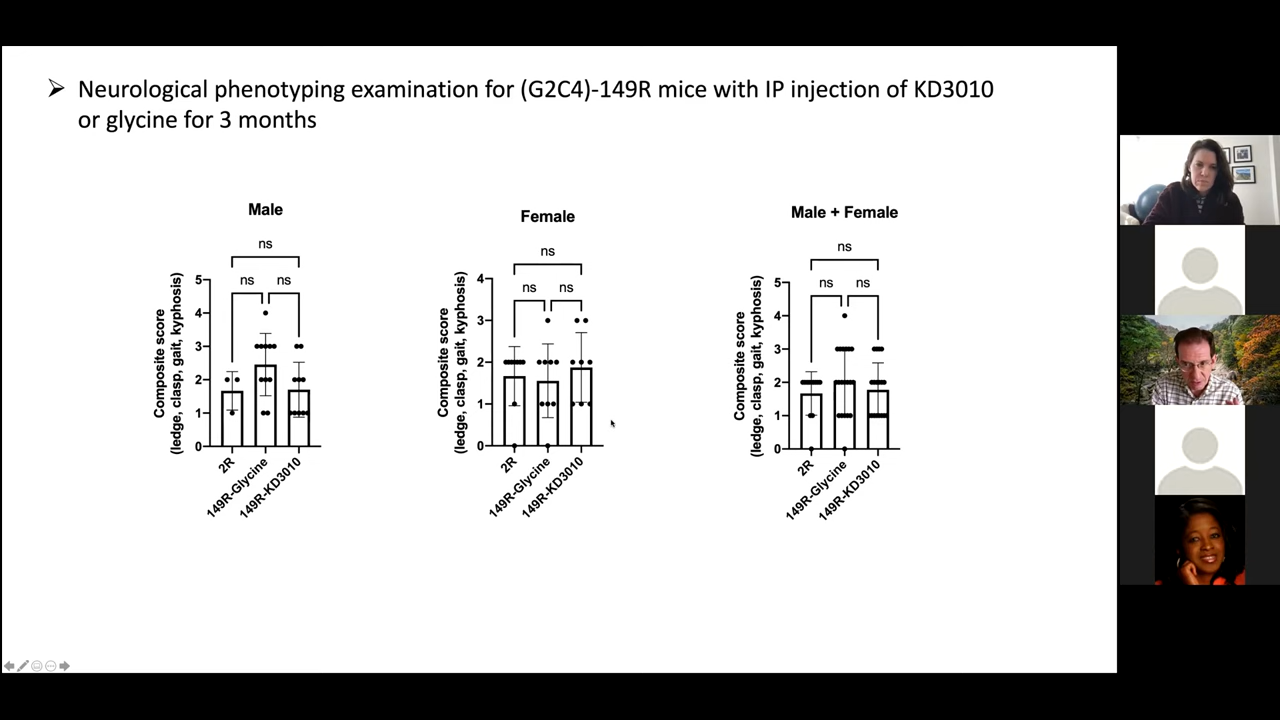 ➢ Neurological phenotyping examination for (G2C4)-149R mice with IP injection of KD3010
or glycine for 3 months
Male
ns
ns ns
5
4
3
2
1
0
Composite score
(ledge, clasp, gait, kyphosis)
2R
149R-Glycine
149R-KD3010
Female
ns
ns ns
4
3
2
1
0
Composite score
(ledge, clasp, gait, kyphosis)
2R
149R-Glycine
149R-KD3010
Male + Female
ns
ns ns
5
4
3
2
1
0
Composite score
(ledge, clasp, gait, kyphosis)
2R
149R-Glycine
149R-KD3010